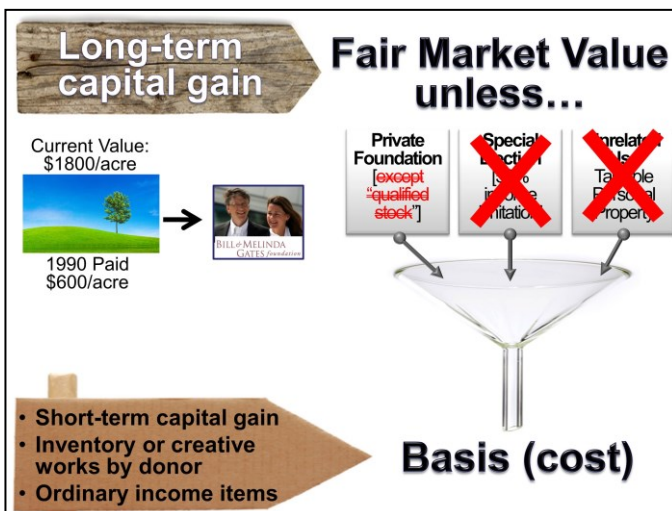 Long-term
capital gain
Fair Market Value
unless…
Current Value:
$1800/acre
1990 Paid
$600/acre
BILL & MELINDA
GATES foundation
Private
Foundation
[except
“qualified
stock”]
Special
Property
Short-term capital gain
Inventory or creative
works by donor
Ordinary income items
Basis (cost)